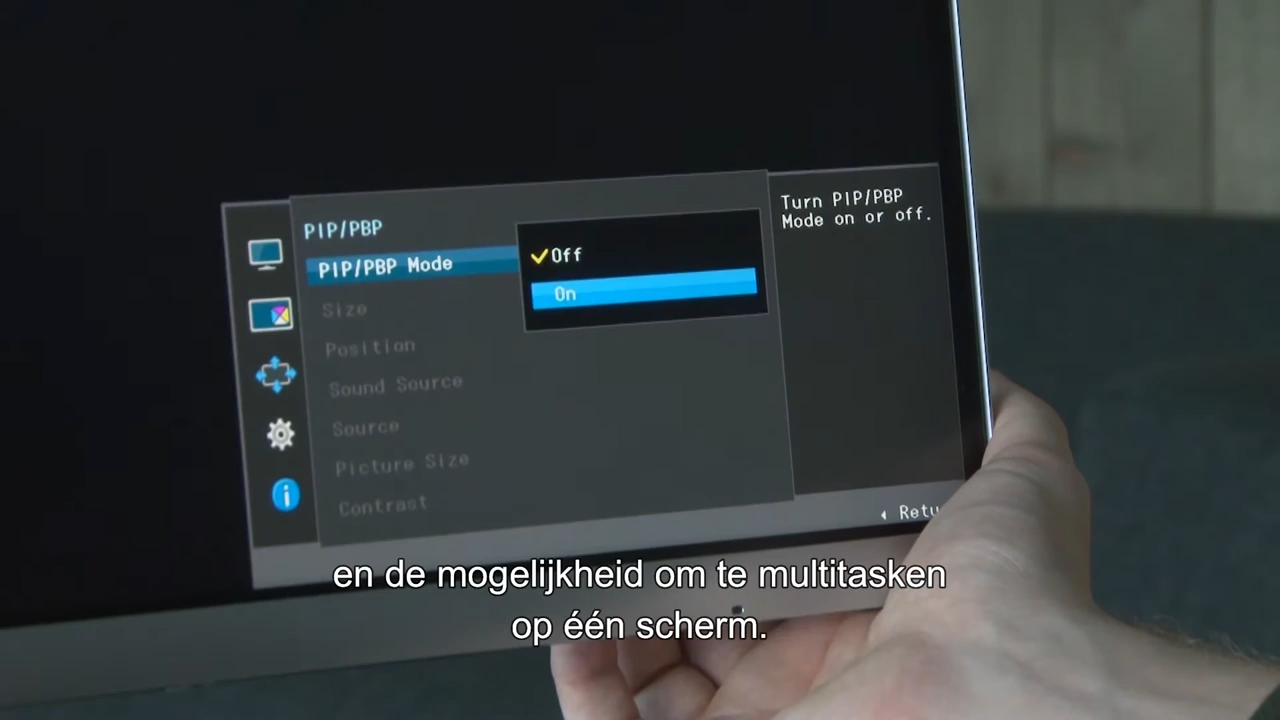 PIP/PBP
PIP/PBP Mode
Off
On
Size
Position
Sound Source
Source
Picture Size
Contrast
Turn PIP/PBP
Mode on or off.
en de mogelijkheid om te multitasken
op één scherm.